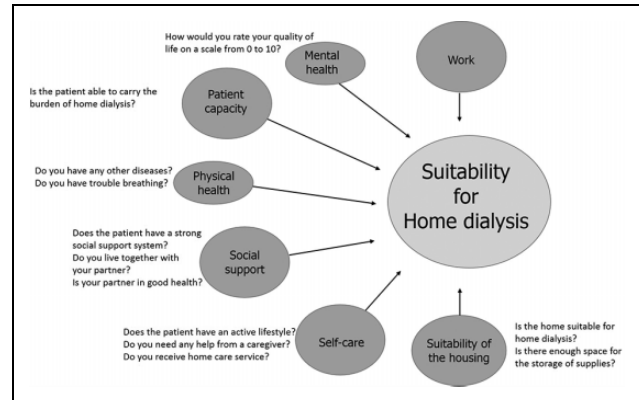 How would you rate your quality of
life on a scale from 0 to 10?
Mental
health
Work
Is the patient able to carry the
burden of home dialysis?
Patient
capacity
Do you have any other diseases?
Do you have trouble breathing?
Physical
health
Suitability
for
Home dialysis
Does the patient have a strong
social support system?
Do you live together with
your partner?
Is your partner in good health?
Social
support
Does the patient have an active lifestyle?
Do you need any help from a caregiver?
Do you receive home care service?
Self-care
Suitability of
the housing
Is the home suitable for
home dialysis?
Is there enough space for
the storage of supplies?